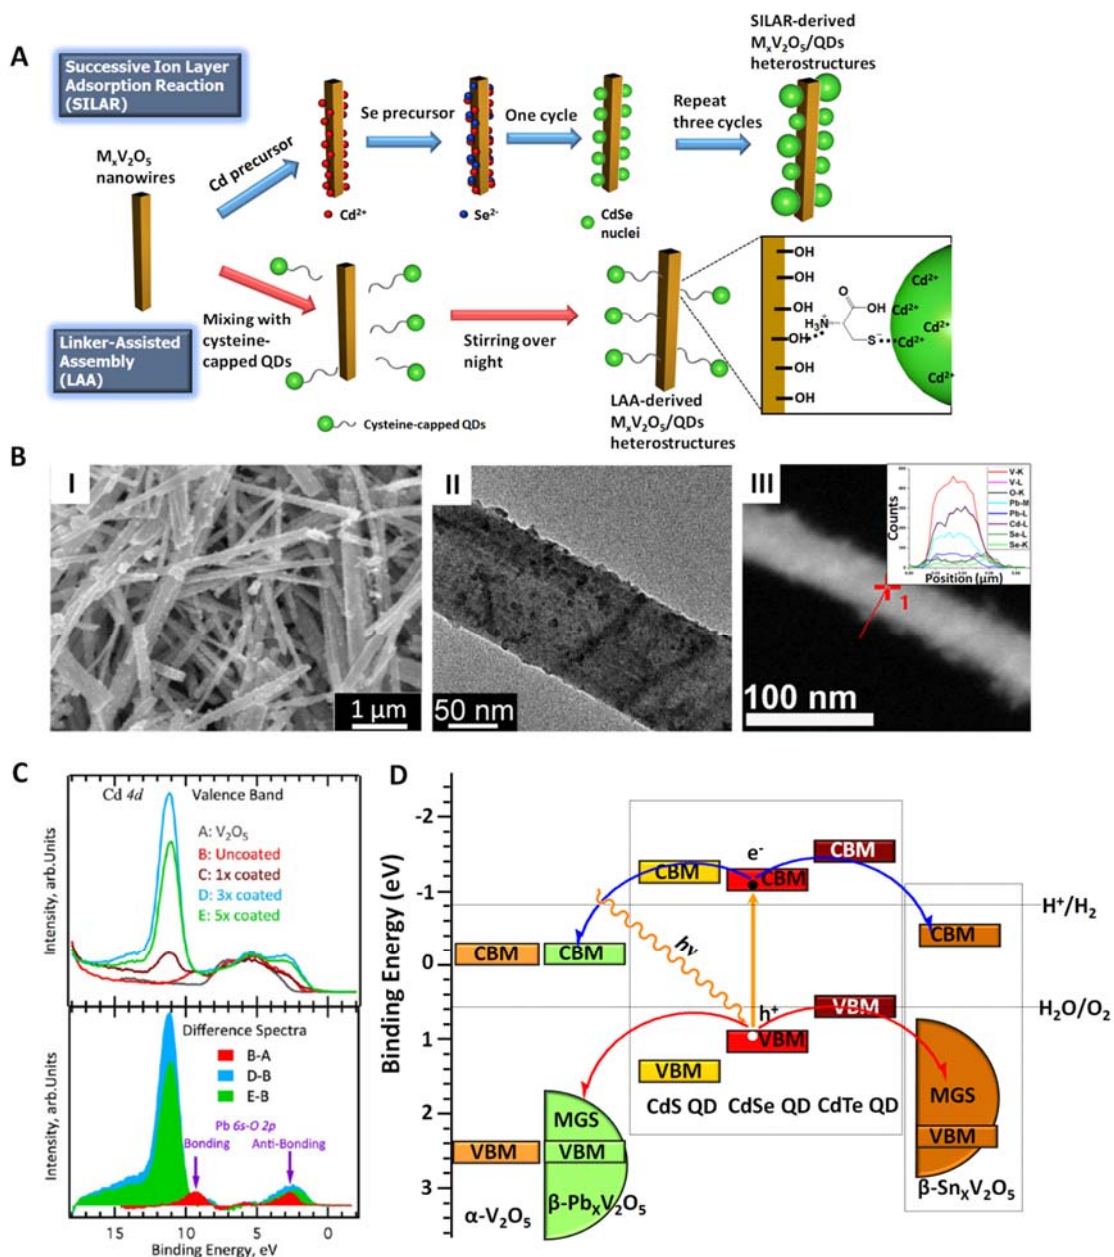 A
Successive Ion Layer
Adsorption Reaction
(SILAR)
SILAR-derived
MₓV₂O₅/QDs
heterostructures
MₓV₂O₅
nanowires
Cd precursor
Se precursor
One cycle
Repeat
three cycles
Cd²⁺
Se²⁻
CdSe
nuclei
Linker-Assisted
Assembly
(LAA)
Mixing with
cysteine-
capped QDs
Stirring over
night
LAA-derived
MₓV₂O₅/QDs
heterostructures
Cysteine-capped QDs
OH
OH
OH
OH
OH
O
OH
H₃N⁺
S⁻
Cd²⁺
Cd²⁺
Cd²⁺
Cd²⁺
Cd²⁺
B
I
1 µm
II
50 nm
III
100 nm
1
Counts
Position (µm)
V-K
V-L
O-K
Pb-M
Pb-L
Cd-L
Se-L
Se-K
C
Cd 4d
Valence Band
A: V₂O₅
B: Uncoated
C: 1x coated
D: 3x coated
E: 5x coated
Intensity, arb.Units
Difference Spectra
B-A
D-B
E-B
Pb 6s-O 2p
Bonding
Anti-Bonding
Intensity, arb.Units
15 10 5 0
Binding Energy, eV
D
Binding Energy (eV)
-2
-1
0
1
2
3
CBM
CBM
CBM
CBM
CBM
CBM
e⁻
hν
h⁺
H⁺/H₂
H₂O/O₂
VBM
VBM
VBM
CdS QD
CdSe QD
CdTe QD
MGS
MGS
VBM
VBM
VBM
α-V₂O₅
β-PbₓV₂O₅
β-SnₓV₂O₅